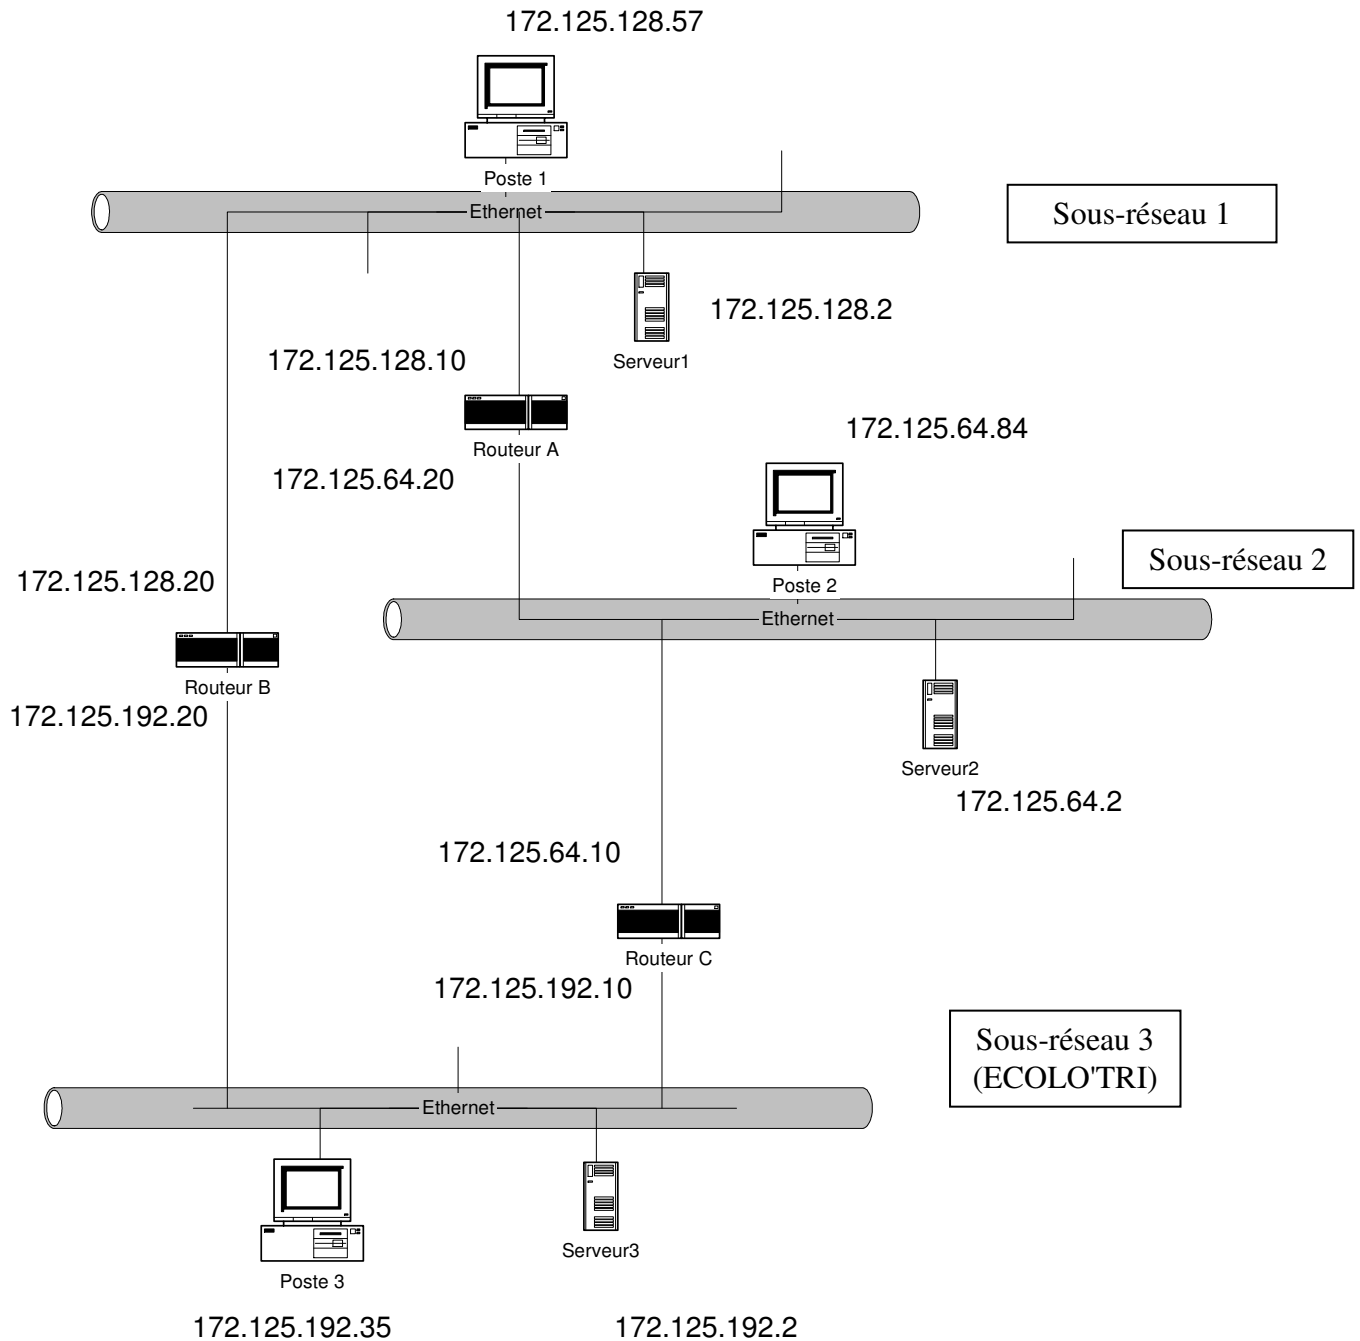 172.125.128.57
Poste 1
Ethernet
Sous-réseau 1
172.125.128.2
Serveur1
172.125.128.10
Routeur A
172.125.64.20
172.125.64.84
Poste 2
Sous-réseau 2
Ethernet
172.125.128.20
Routeur B
172.125.192.20
Serveur2
172.125.64.2
172.125.64.10
Routeur C
172.125.192.10
Sous-réseau 3
(ECOLO'TRI)
Ethernet
Poste 3
Serveur3
172.125.192.35
172.125.192.2